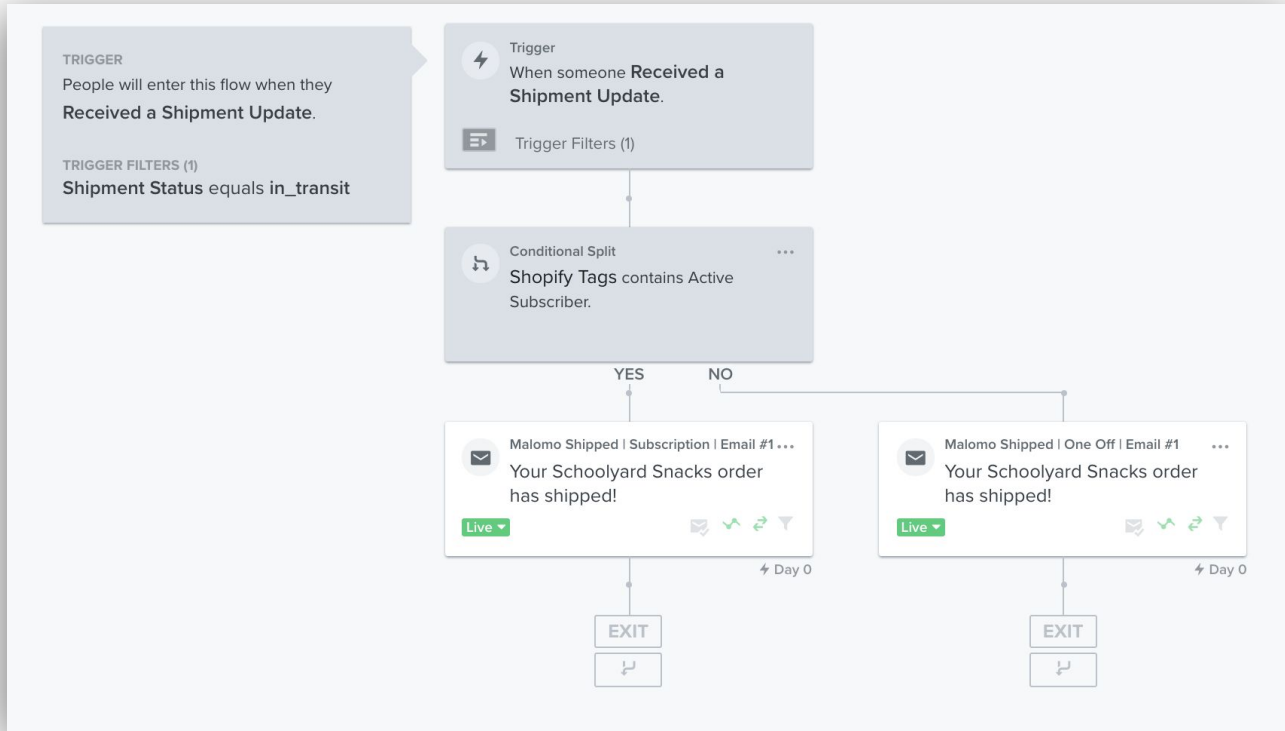 TRIGGER
People will enter this flow when they
Received a Shipment Update.
TRIGGER FILTERS (1)
Shipment Status equals in_transit
Trigger
When someone Received a
Shipment Update.
Trigger Filters (1)
Conditional Split
Shopify Tags contains Active
Subscriber.
YES
NO
Malomo Shipped | Subscription | Email #1
Your Schoolyard Snacks order
has shipped!
Live
Day 0
EXIT
Malomo Shipped | One Off | Email #1
Your Schoolyard Snacks order
has shipped!
Live
Day 0
EXIT